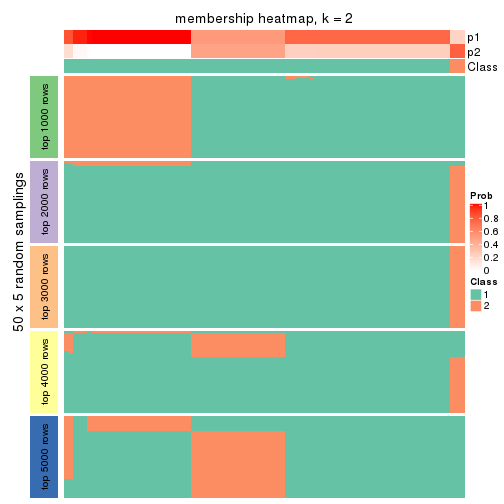 membership heatmap, k = 2
p1
p2
Class
50 x 5 random samplings
top 1000 rows
top 2000 rows
top 3000 rows
top 4000 rows
top 5000 rows
Prob
1
0.8
0.6
0.4
0.2
0
Class
1
2